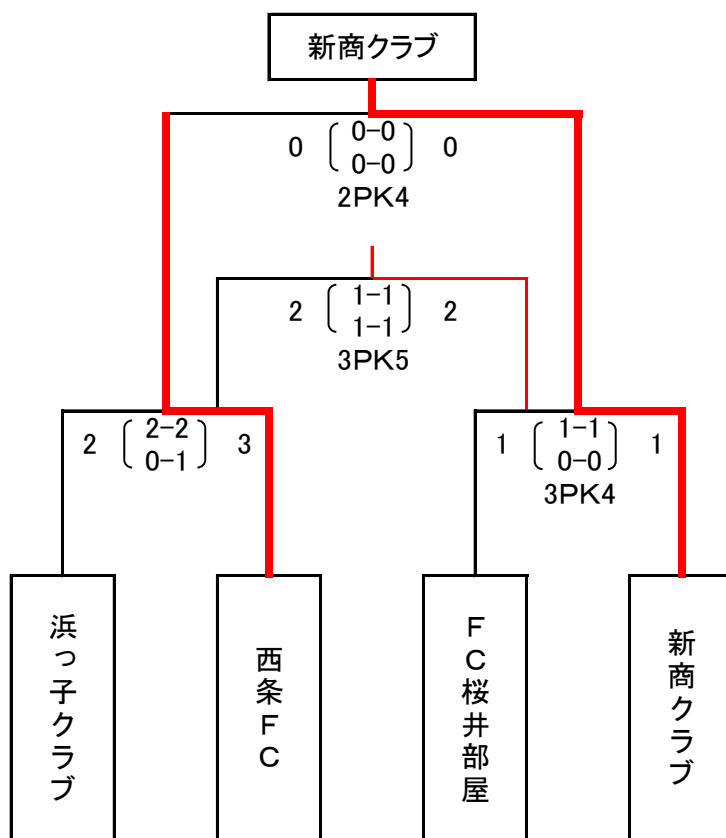 新商クラブ
0 ( 0-0 ) 0
0-0
2PK4
2 ( 1-1 ) 2
1-1
3PK5
2 ( 2-2 ) 3
0-1
1 ( 1-1 ) 1
0-0
3PK4
浜っ子クラブ
西条FC
FC桜井部屋
新商クラブ